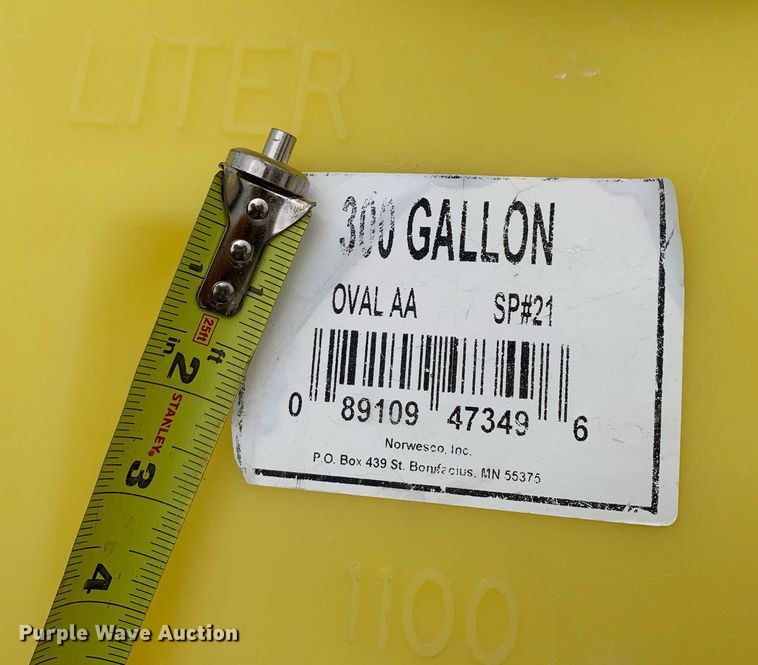 LITER
300 GALLON
OVAL AA SP#21
0 89109 47349 6
Norwesco, Inc.
P.O. Box 439 St. Bonifacius, MN 55375
1 1
25ft
ft
in
2
STANLEY®
3
4
1100
Purple Wave Auction